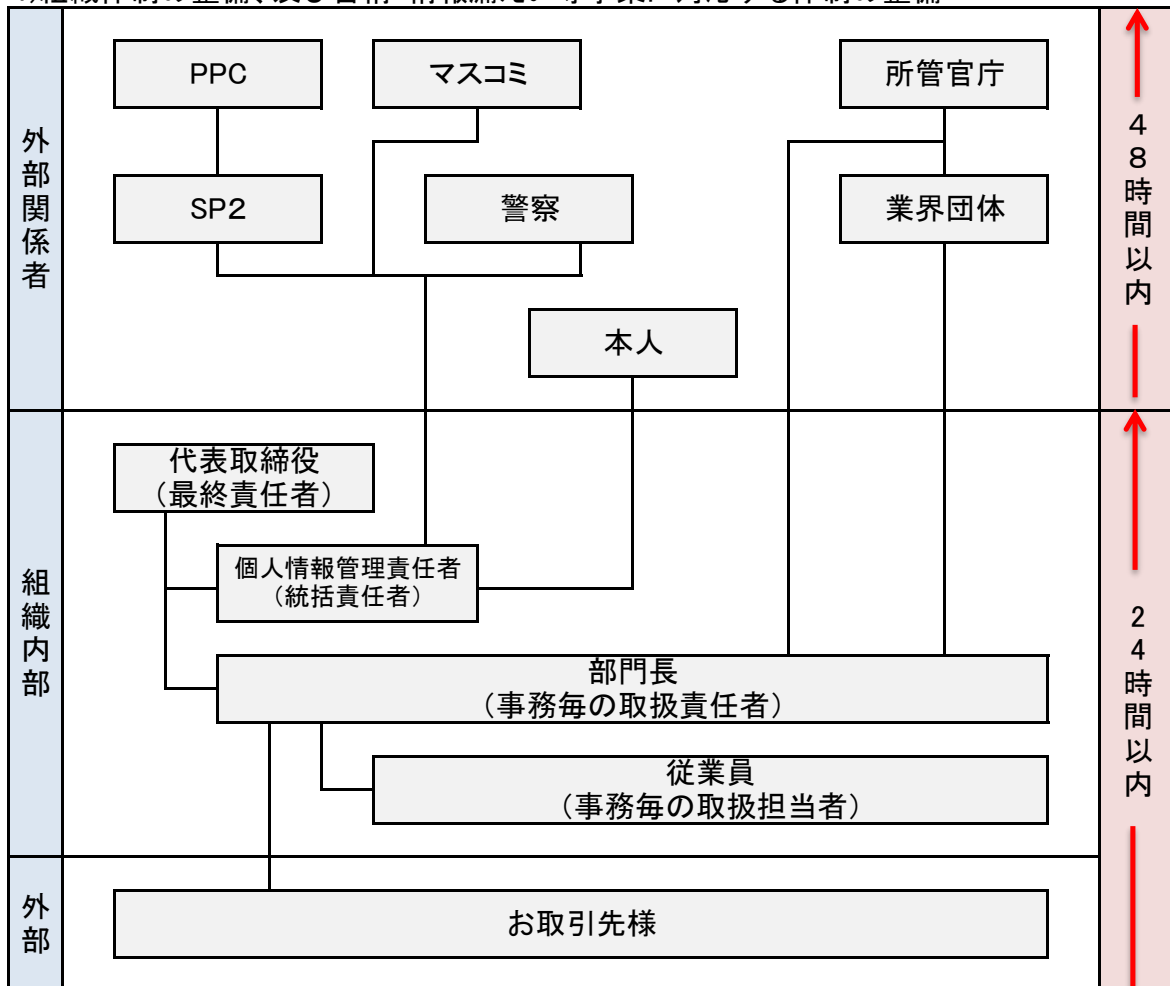 PPC
マスコミ
所管官庁
外部関係者
48時間以内
SP2
警察
業界団体
本人
代表取締役
（最終責任者）
個人情報管理責任者
（統括責任者）
組織内部
24時間以内
部門長
（事務毎の取扱責任者）
従業員
（事務毎の取扱担当者）
外部
お取引先様